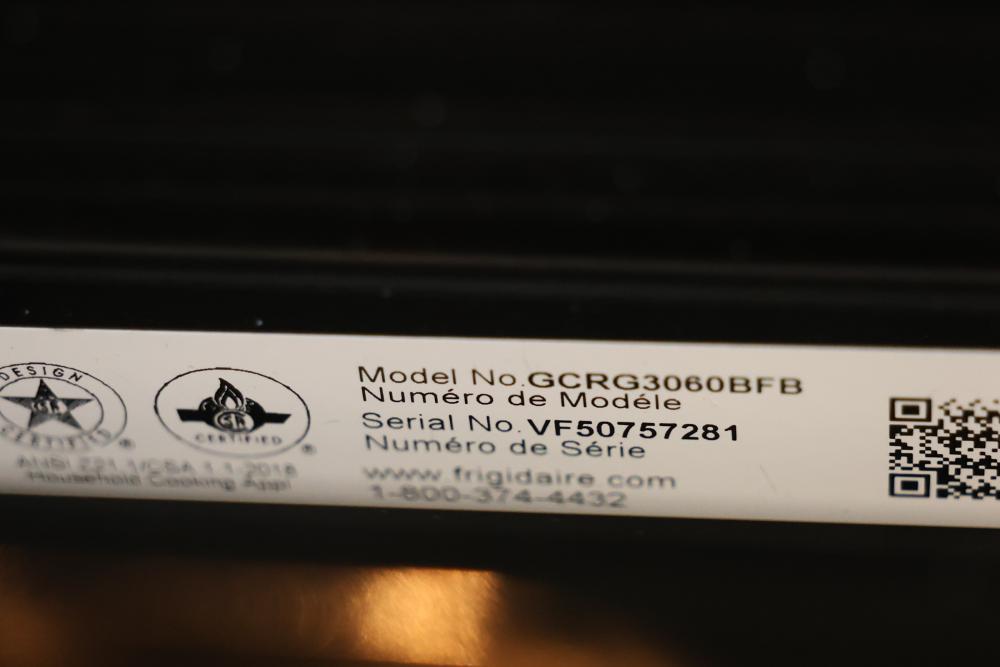 DESIGN
CERTIFIED
CERTIFIED
ANSI Z21.1/CSA 1.1-2018
Household Cooking Appl
Model No.GCRG3060BFB
Numéro de Modéle
Serial No.VF50757281
Numéro de Série
www.frigidaire.com
1-800-374-4432